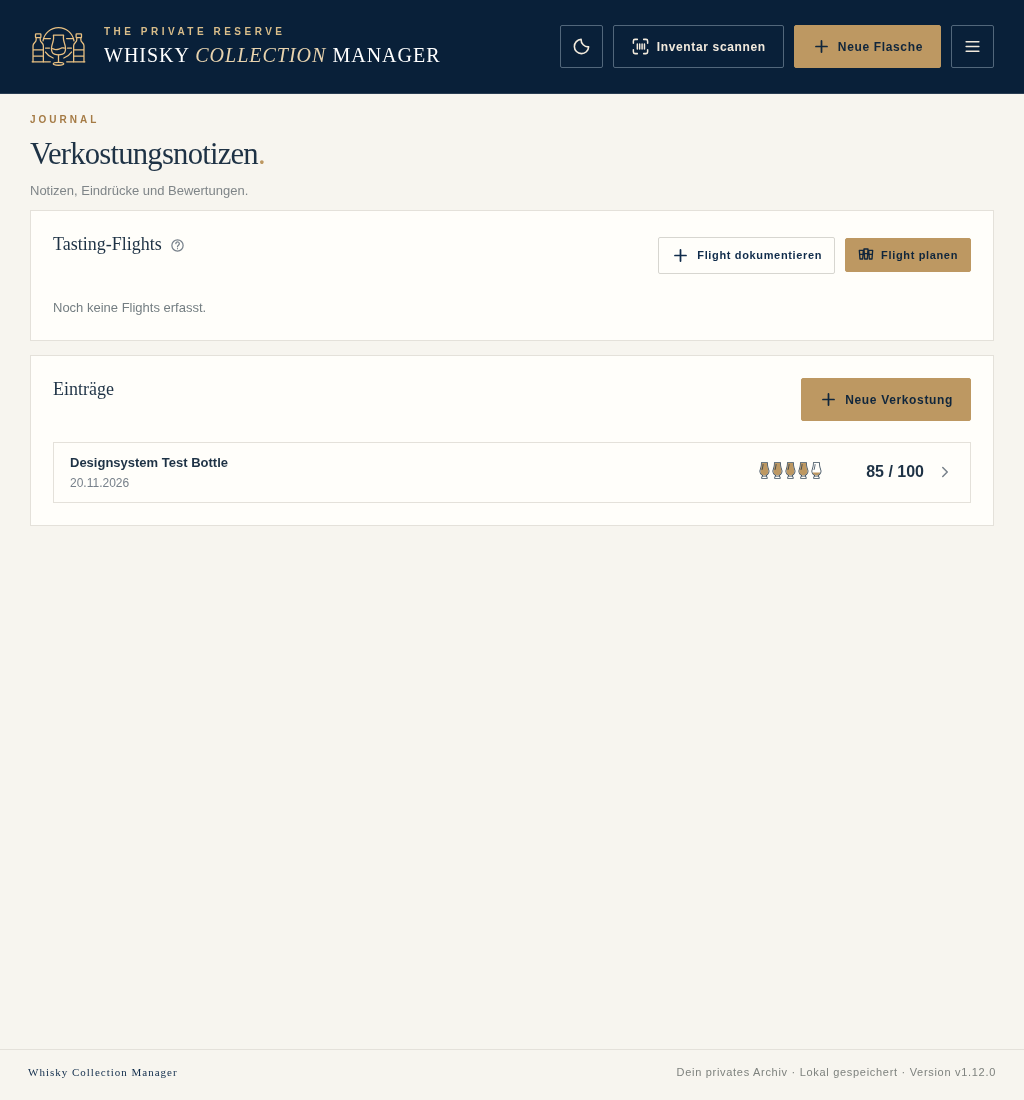 THE PRIVATE RESERVE
WHISKY COLLECTION MANAGER
Inventar scannen
Neue Flasche
JOURNAL
Verkostungsnotizen.
Notizen, Eindrücke und Bewertungen.
Tasting-Flights
Flight dokumentieren
Flight planen
Noch keine Flights erfasst.
Einträge
Neue Verkostung
Designsystem Test Bottle
20.11.2026
85 / 100
Whisky Collection Manager
Dein privates Archiv · Lokal gespeichert · Version v1.12.0